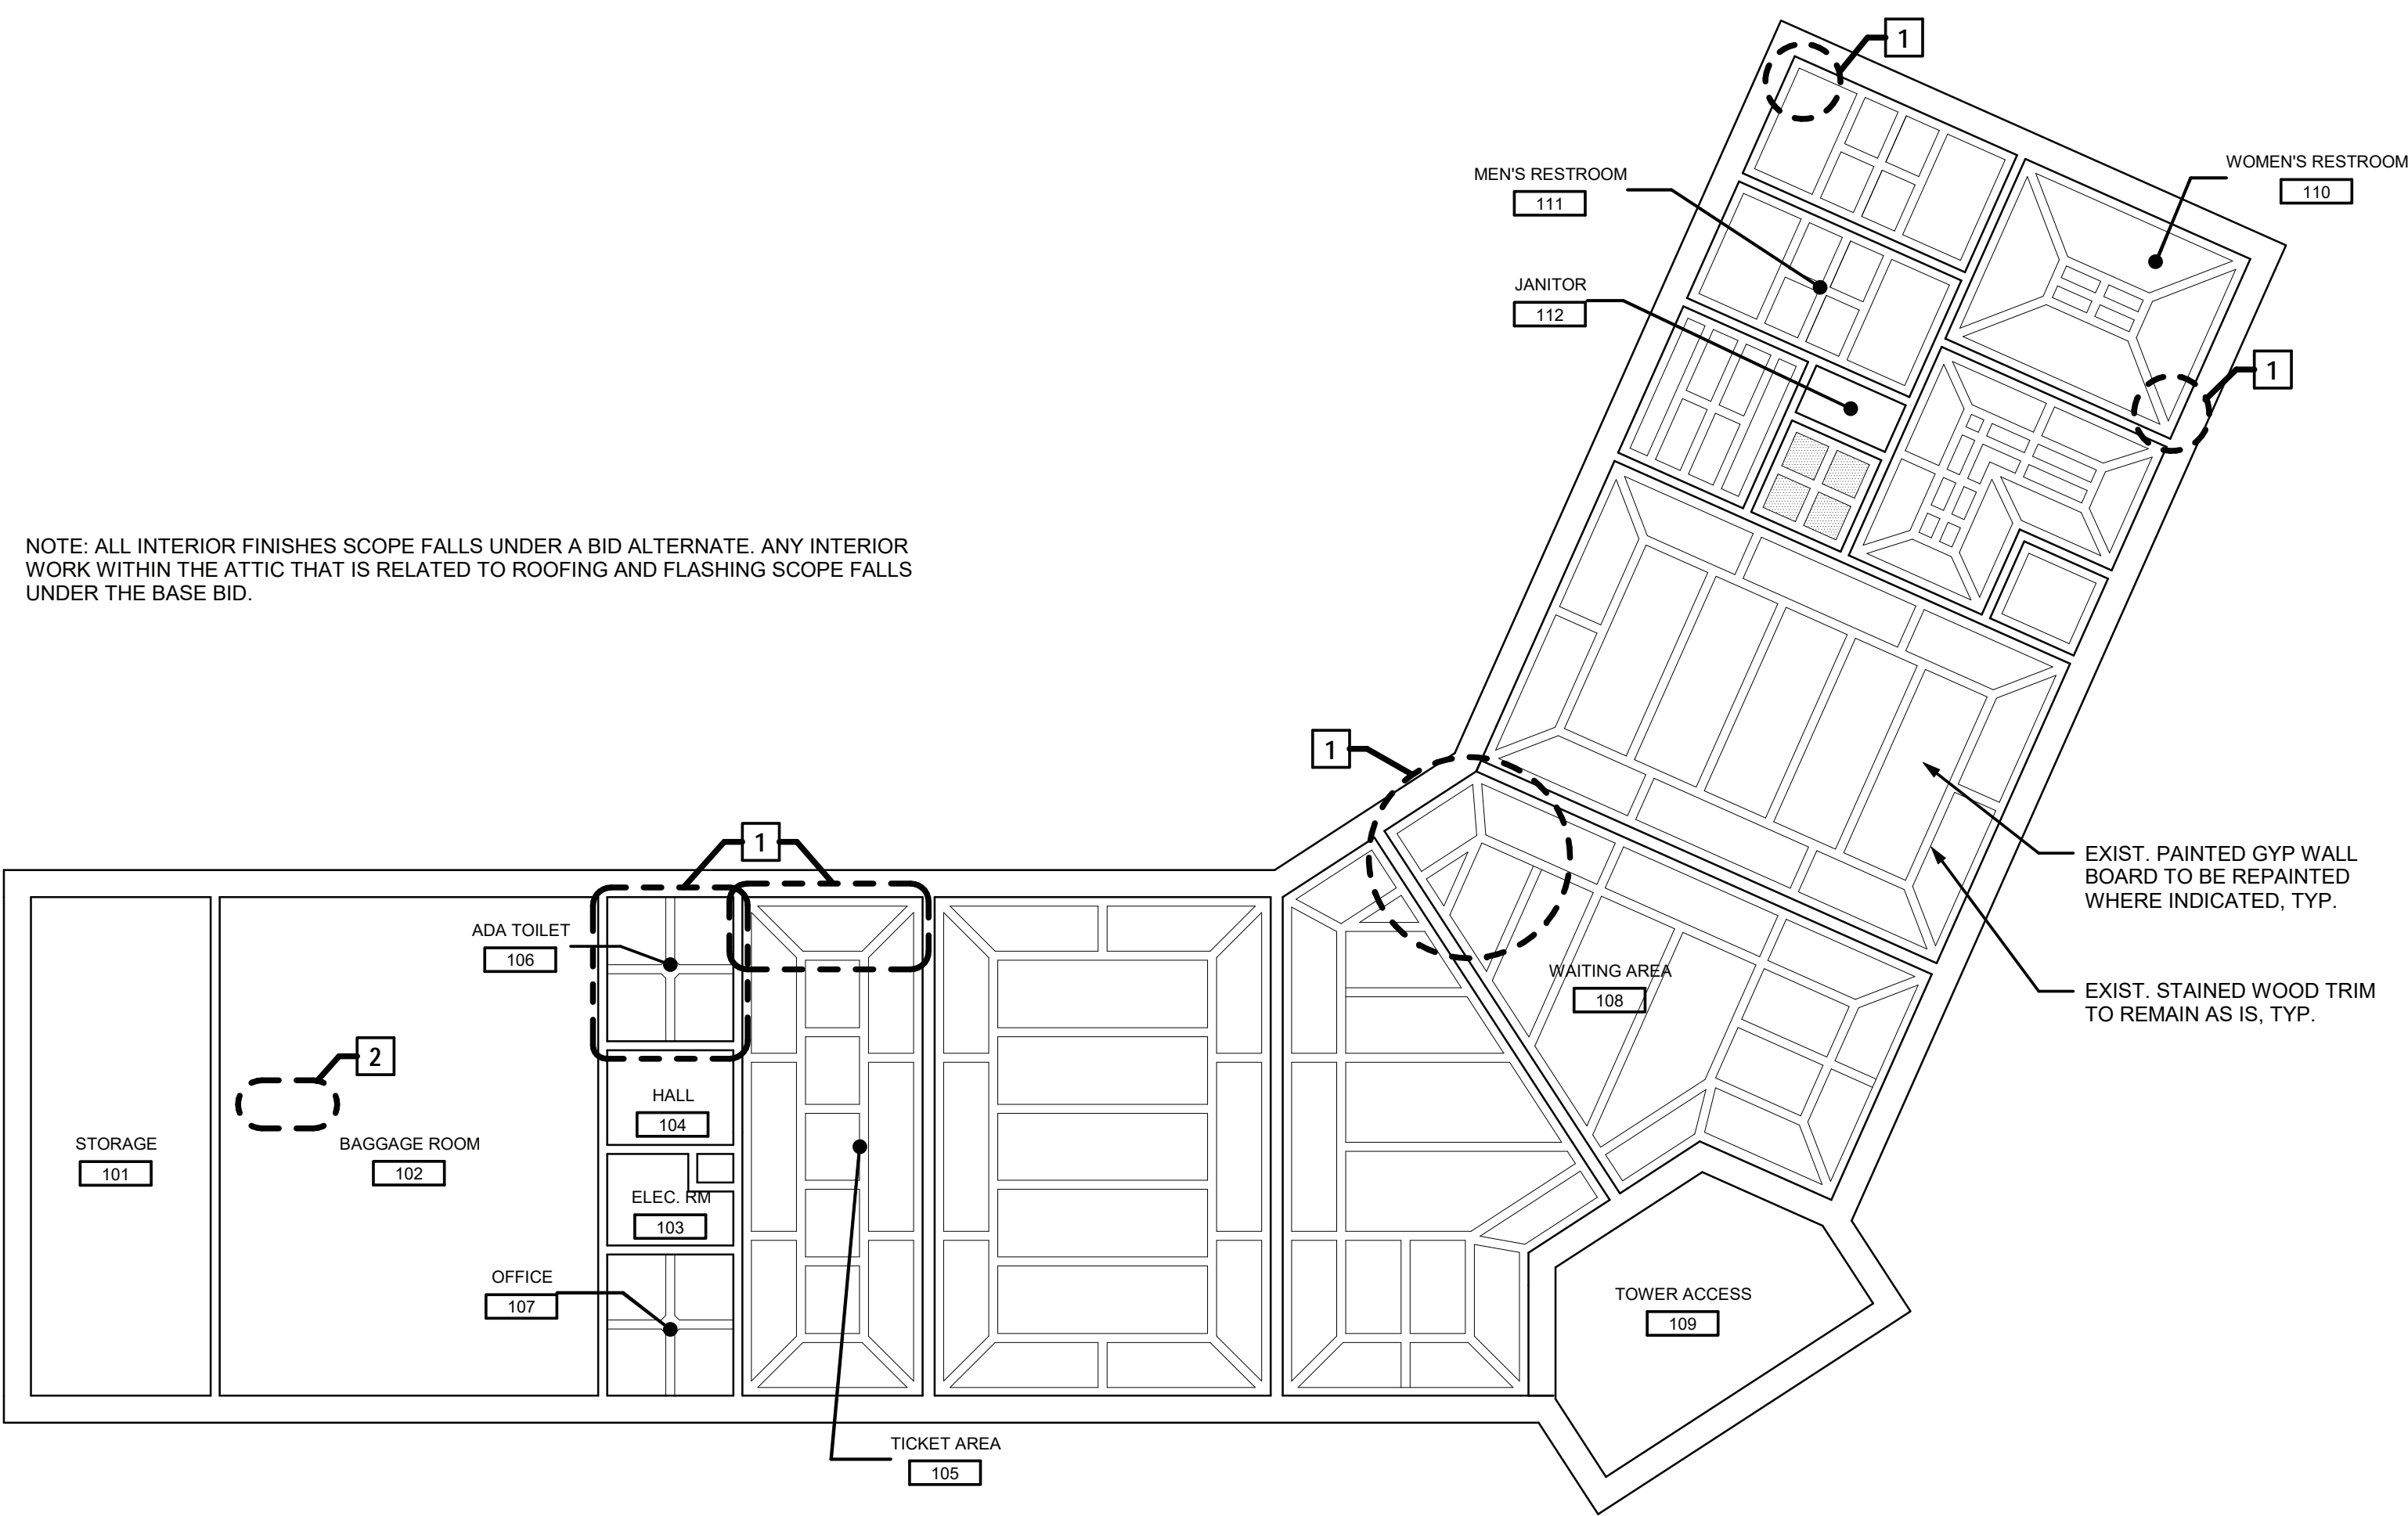 1
MEN'S RESTROOM
111
WOMEN'S RESTROOM
110
JANITOR
112
1
NOTE: ALL INTERIOR FINISHES SCOPE FALLS UNDER A BID ALTERNATE. ANY INTERIOR
WORK WITHIN THE ATTIC THAT IS RELATED TO ROOFING AND FLASHING SCOPE FALLS
UNDER THE BASE BID.
1
1
EXIST. PAINTED GYP WALL
BOARD TO BE REPAINTED
WHERE INDICATED, TYP.
ADA TOILET
106
WAITING AREA
108
EXIST. STAINED WOOD TRIM
TO REMAIN AS IS, TYP.
2
HALL
104
STORAGE
101
BAGGAGE ROOM
102
ELEC. RM
103
OFFICE
107
TOWER ACCESS
109
TICKET AREA
105